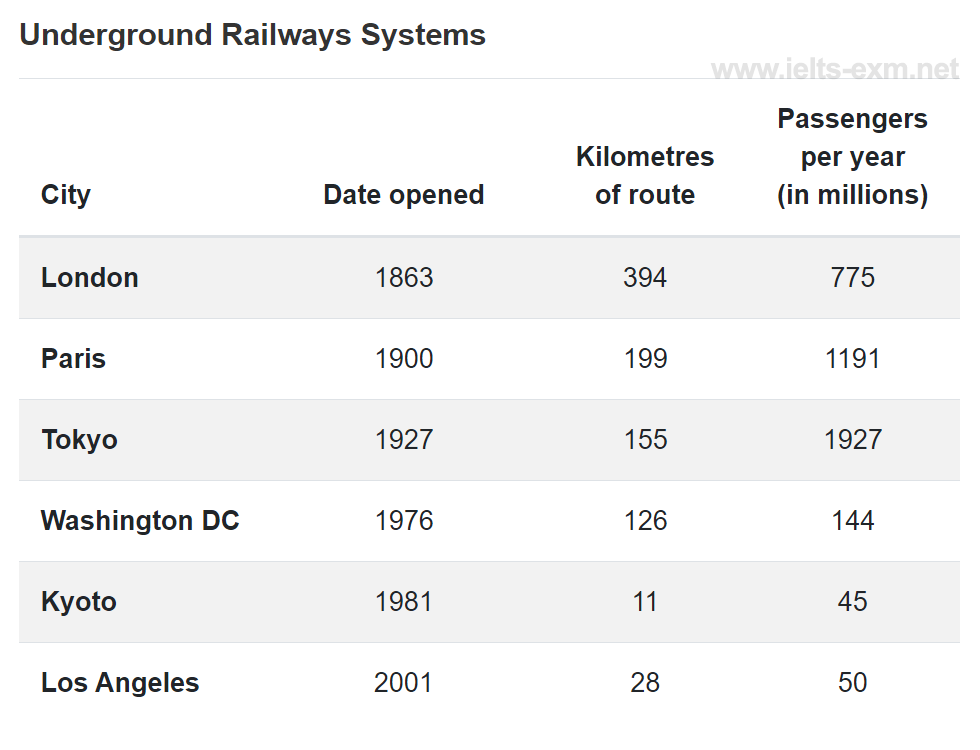 Underground Railways Systems
www.ielts-exm.net
City Date opened Kilometres of route Passengers per year (in millions)
London 1863 394 775
Paris 1900 199 1191
Tokyo 1927 155 1927
Washington DC 1976 126 144
Kyoto 1981 11 45
Los Angeles 2001 28 50